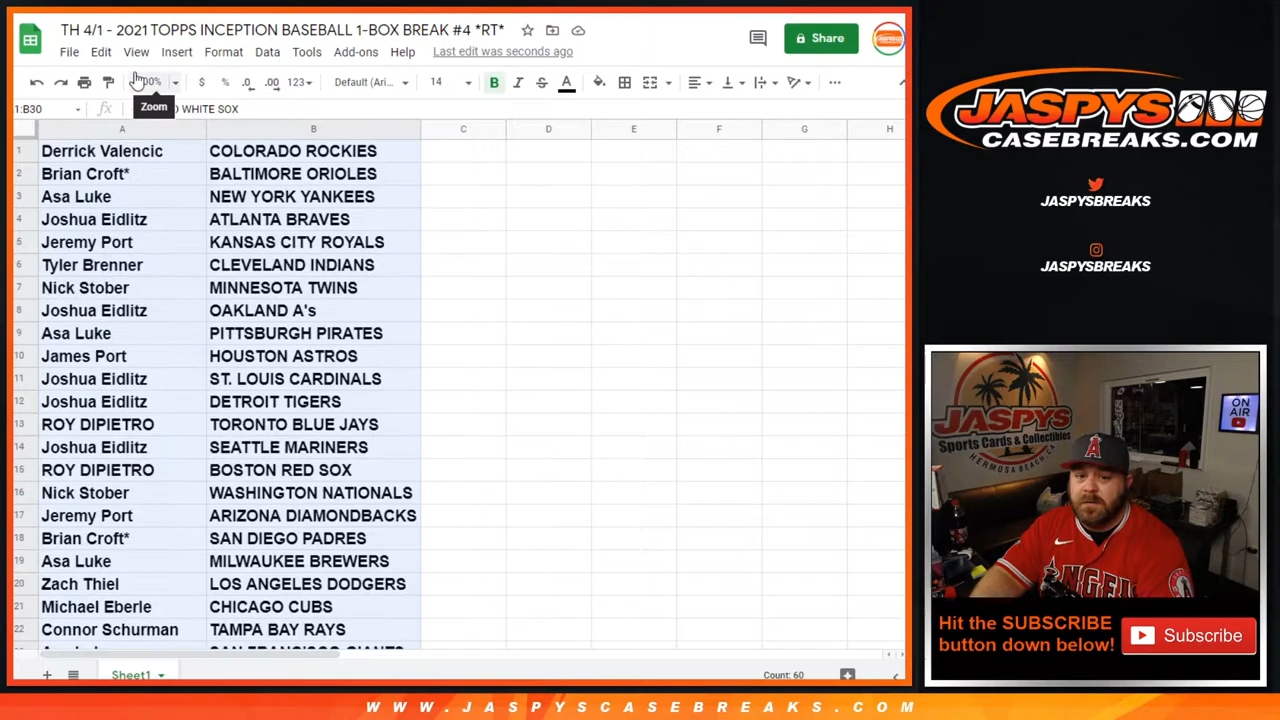 TH 4/1 - 2021 TOPPS INCEPTION BASEBALL 1-BOX BREAK #4 *RT*
File Edit View Insert Format Data Tools Add-ons Help Last edit was seconds ago
Share
$ % .0 .00 123 Default (Ari... 14 B I S A
Zoom
1:B30 fx WHITE SOX
A B C D E F G H
1 Derrick Valencic COLORADO ROCKIES
2 Brian Croft* BALTIMORE ORIOLES
3 Asa Luke NEW YORK YANKEES
4 Joshua Eidlitz ATLANTA BRAVES
5 Jeremy Port KANSAS CITY ROYALS
6 Tyler Brenner CLEVELAND INDIANS
7 Nick Stober MINNESOTA TWINS
8 Joshua Eidlitz OAKLAND A's
9 Asa Luke PITTSBURGH PIRATES
10 James Port HOUSTON ASTROS
11 Joshua Eidlitz ST. LOUIS CARDINALS
12 Joshua Eidlitz DETROIT TIGERS
13 ROY DIPIETRO TORONTO BLUE JAYS
14 Joshua Eidlitz SEATTLE MARINERS
15 ROY DIPIETRO BOSTON RED SOX
16 Nick Stober WASHINGTON NATIONALS
17 Jeremy Port ARIZONA DIAMONDBACKS
18 Brian Croft* SAN DIEGO PADRES
19 Asa Luke MILWAUKEE BREWERS
20 Zach Thiel LOS ANGELES DODGERS
21 Michael Eberle CHICAGO CUBS
22 Connor Schurman TAMPA BAY RAYS
SAN FRANCISCO GIANTS
Sheet1
Count: 60
JASPYS
CASEBREAKS.COM
JASPYSBREAKS
JASPYSBREAKS
JASPYS
Sports Cards & Collectibles
HERMOSA BEACH, CA
ON
AIR
A
ANGELS
Hit the SUBSCRIBE
button down below!
Subscribe
WWW.JASPYSCASEBREAKS.COM